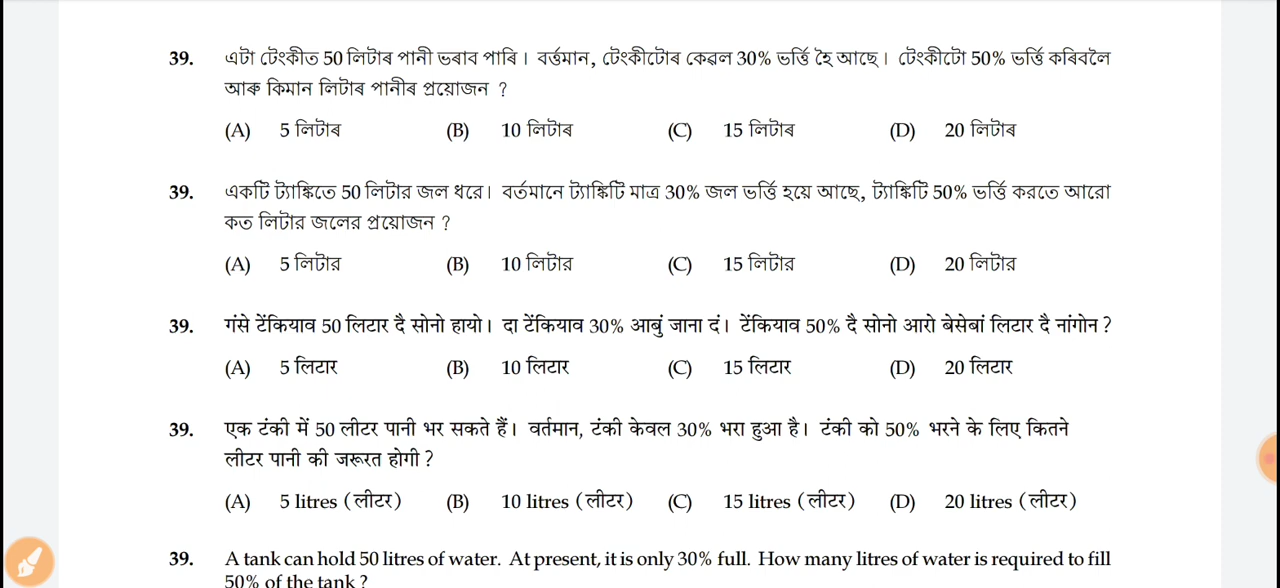 39. এটা টেংকীত 50 লিটাৰ পানী ভৰাব পাৰি। বৰ্ত্তমান, টেংকীটোৰ কেৱল 30% ভৰ্ত্তি হৈ আছে। টেংকীটো 50% ভৰ্ত্তি কৰিবলৈ
আৰু কিমান লিটাৰ পানীৰ প্ৰয়োজন ?
(A) 5 লিটাৰ (B) 10 লিটাৰ (C) 15 লিটাৰ (D) 20 লিটাৰ
39. একটি ট্যাঙ্কিতে 50 লিটার জল ধরে। বর্তমানে ট্যাঙ্কিটি মাত্র 30% জল ভর্ত্তি হয়ে আছে, ট্যাঙ্কিটি 50% ভর্ত্তি করতে আরো
কত লিটার জলের প্রয়োজন ?
(A) 5 লিটার (B) 10 লিটার (C) 15 লিটার (D) 20 লিটার
39. गंसे टेंकियाव 50 लिटार दै सोनो हायो। दा टेंकियाव 30% आबुं जाना दं। टेंकियाव 50% दै सोनो आरो बेसेबां लिटार दै नांगोन ?
(A) 5 लिटार (B) 10 लिटार (C) 15 लिटार (D) 20 लिटार
39. एक टंकी में 50 लीटर पानी भर सकते हैं। वर्तमान, टंकी केवल 30% भरा हुआ है। टंकी को 50% भरने के लिए कितने
लीटर पानी की जरूरत होगी ?
(A) 5 litres (लीटर) (B) 10 litres (लीटर) (C) 15 litres (लीटर) (D) 20 litres (लीटर)
39. A tank can hold 50 litres of water. At present, it is only 30% full. How many litres of water is required to fill
50% of the tank ?